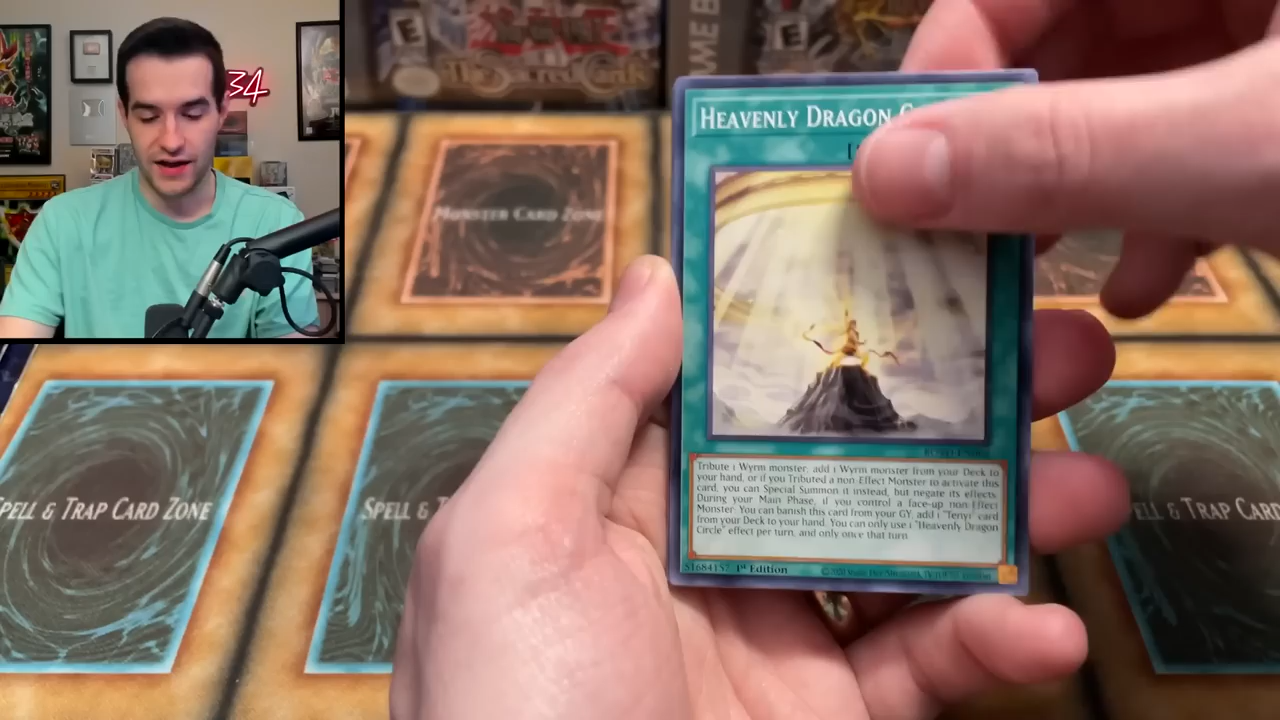 34
E
The Sacred Cards
GAME B
E
MONSTER CARD ZONE
HEAVENLY DRAGON
Tribute 1 Wyrm monster, add 1 Wyrm monster from your Deck to
your hand, or if you Tributed a non-Effect Monster to activate this
card, you can Special Summon it instead, but negate its effects.
During your Main Phase, if you control a face-up non-Effect
Monster: You can banish this card from your GY; add 1 "Tenyi" card
from your Deck to your hand. You can only use 1 "Heavenly Dragon
Circle" effect per turn, and only once that turn.
51684157 1st Edition
PELL & TRAP CARD ZONE
SPELL &
ELL & TRAP CARD